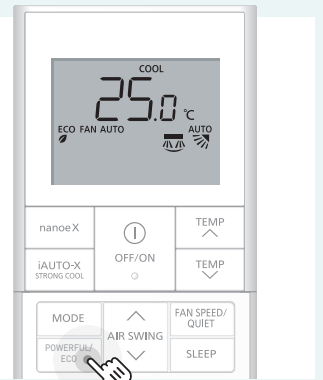 COOL
25.0 °C
ECO FAN AUTO AUTO
nanoe X
OFF/ON
TEMP
iAUTO-X
STRONG COOL
TEMP
MODE
AIR SWING
FAN SPEED/
QUIET
POWERFUL/
ECO
SLEEP